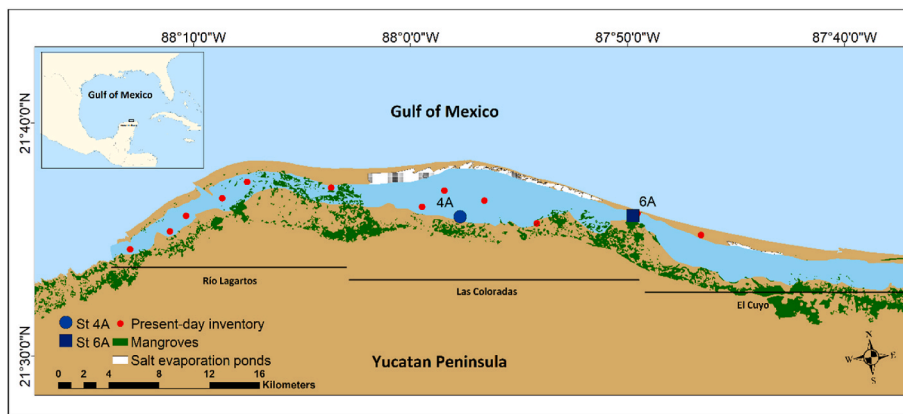 88°10'0"W 88°0'0"W 87°50'0"W 87°40'0"W
21°40'0"N
21°30'0"N
Gulf of Mexico
Gulf of Mexico
4A
6A
Río Lagartos
Las Coloradas
El Cuyo
St 4A Present-day inventory
St 6A Mangroves
Salt evaporation ponds
Yucatan Peninsula
0 2 4 8 12 16
Kilometers
N
W E
S